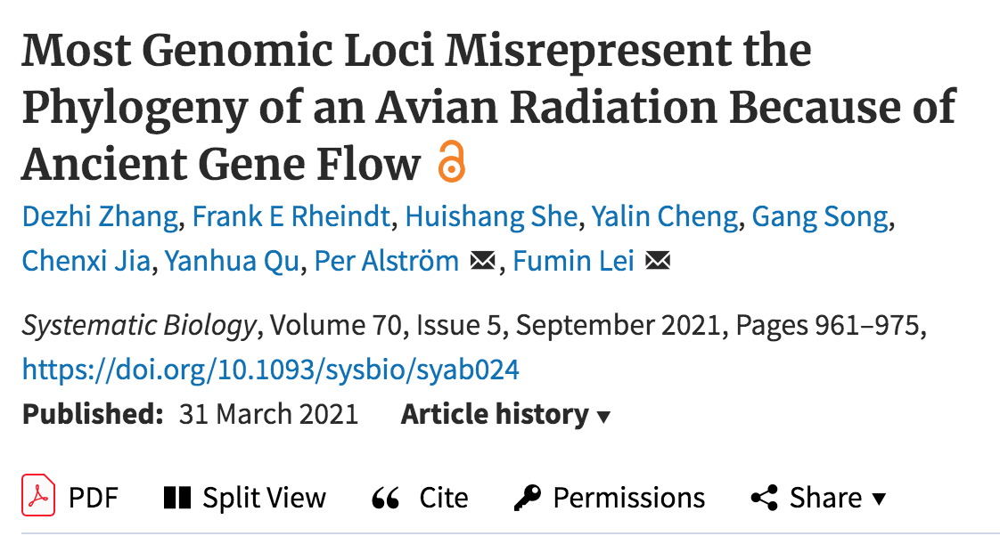 Most Genomic Loci Misrepresent the
Phylogeny of an Avian Radiation Because of
Ancient Gene Flow
Dezhi Zhang, Frank E Rheindt, Huishang She, Yalin Cheng, Gang Song,
Chenxi Jia, Yanhua Qu, Per Alström, Fumin Lei
Systematic Biology, Volume 70, Issue 5, September 2021, Pages 961–975,
https://doi.org/10.1093/sysbio/syab024
Published: 31 March 2021 Article history
PDF Split View Cite Permissions Share